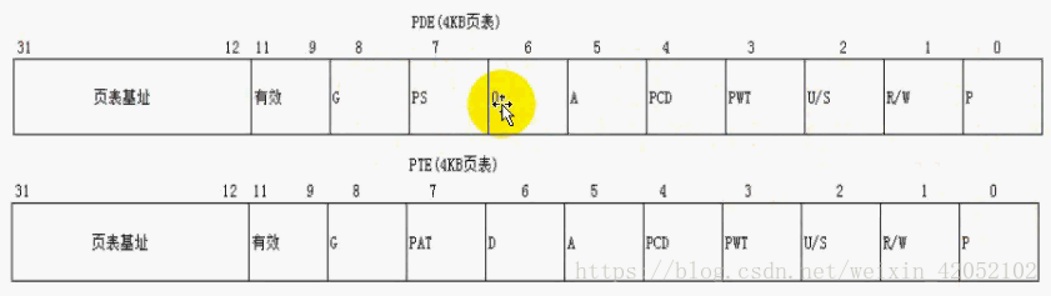 PDE(4KB页表)
31 12 11 9 8 7 6 5 4 3 2 1 0
页表基址 有效 G PS 0 A PCD PWT U/S R/W P
PTE(4KB页表)
31 12 11 9 8 7 6 5 4 3 2 1 0
页表基址 有效 G PAT D A PCD PWT U/S R/W P
https://blog.csdn.net/weixin_42052102